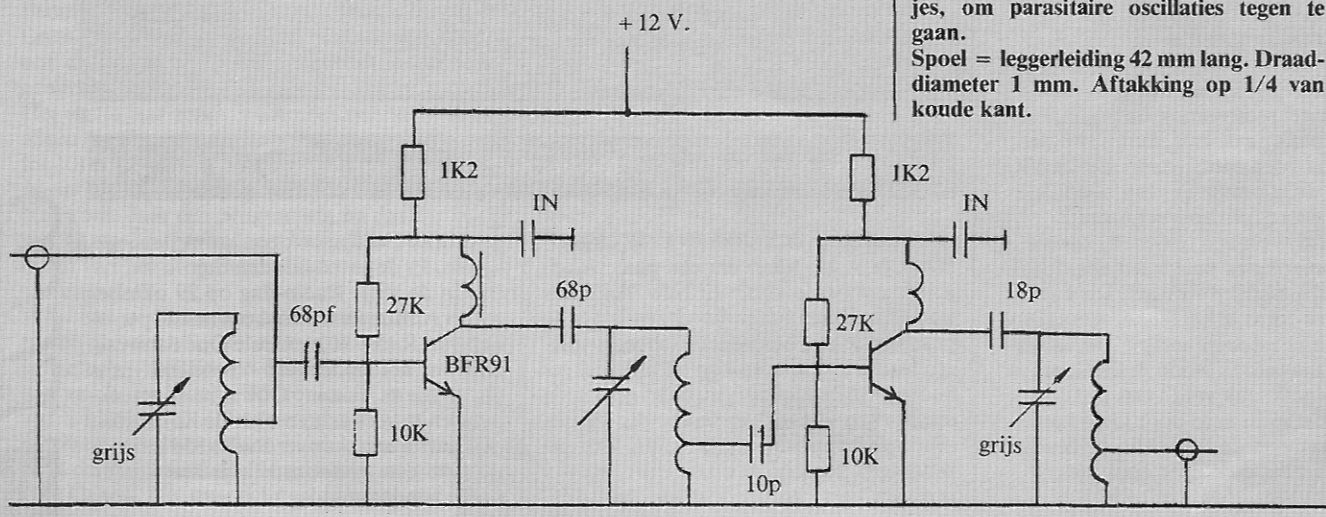 + 12 V.
jes, om parasitaire oscillaties tegen te
gaan.
Spoel = leggerleiding 42 mm lang. Draad-
diameter 1 mm. Aftakking op 1/4 van
koude kant.
1K2
1K2
IN
IN
68pf
27K
68p
27K
18p
BFR91
grijs
10K
10p
10K
grijs